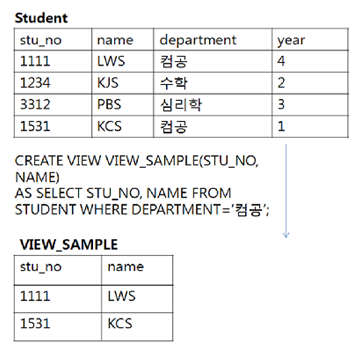 Student
stu_no name department year
1111 LWS 컴공 4
1234 KJS 수학 2
3312 PBS 심리학 3
1531 KCS 컴공 1
CREATE VIEW VIEW_SAMPLE(STU_NO,
NAME)
AS SELECT STU_NO, NAME FROM
STUDENT WHERE DEPARTMENT='컴공';
VIEW_SAMPLE
stu_no name
1111 LWS
1531 KCS